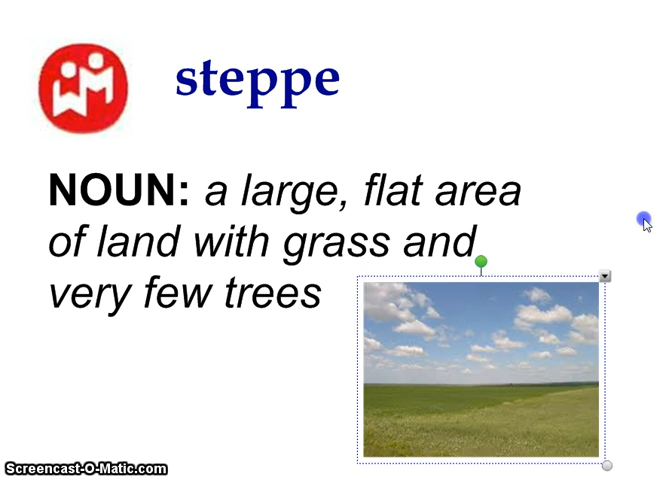 steppe
NOUN: a large, flat area
of land with grass and
very few trees
Screencast-O-Matic.com